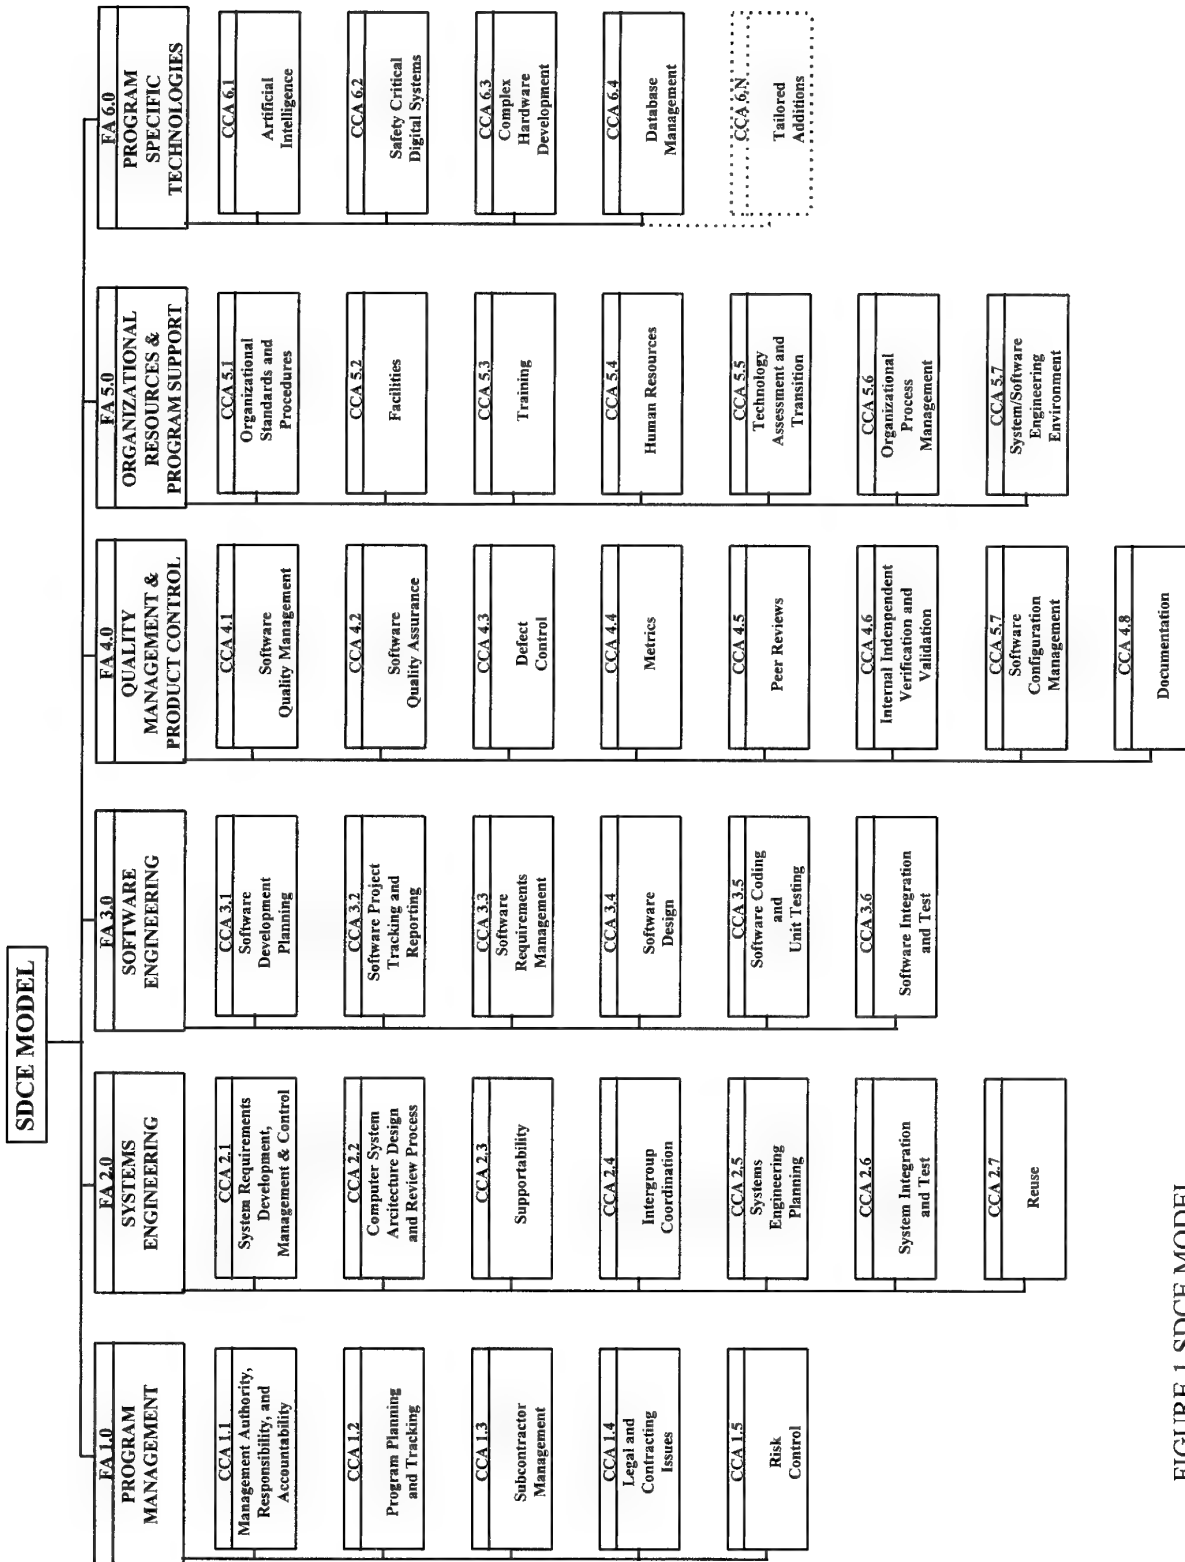 SDCE MODEL
FA 1.0
PROGRAM
MANAGEMENT
CCA 1.1
Management Authority,
Responsibility, and
Accountability
CCA 1.2
Program Planning
and Tracking
CCA 1.3
Subcontractor
Management
CCA 1.4
Legal and
Contracting
Issues
CCA 1.5
Risk
Control
FA 2.0
SYSTEMS
ENGINEERING
CCA 2.1
System Requirements
Development,
Management & Control
CCA 2.2
Computer System
Arcitecture Design
and Review Process
CCA 2.3
Supportability
CCA 2.4
Intergroup
Coordination
CCA 2.5
Systems
Engineering
Planning
CCA 2.6
System Integration
and Test
CCA 2.7
Reuse
FA 3.0
SOFTWARE
ENGINEERING
CCA 3.1
Software
Development
Planning
CCA 3.2
Software Project
Tracking and
Reporting
CCA 3.3
Software
Requirements
Management
CCA 3.4
Software
Design
CCA 3.5
Software Coding
and
Unit Testing
CCA 3.6
Software Integration
and Test
FA 4.0
QUALITY
MANAGEMENT &
PRODUCT CONTROL
CCA 4.1
Software
Quality Management
CCA 4.2
Software
Quality Assurance
CCA 4.3
Defect
Control
CCA 4.4
Metrics
CCA 4.5
Peer Reviews
CCA 4.6
Internal Indenpendent
Verification and
Validation
CCA 5.7
Software
Configuration
Management
CCA 4.8
Documentation
FA 5.0
ORGANIZATIONAL
RESOURCES &
PROGRAM SUPPORT
CCA 5.1
Organizational
Standards and
Procedures
CCA 5.2
Facilities
CCA 5.3
Training
CCA 5.4
Human Resources
CCA 5.5
Technology
Assessment and
Transition
CCA 5.6
Organizational
Process
Management
CCA 5.7
System/Software
Engineering
Environment
FA 6.0
PROGRAM
SPECIFIC
TECHNOLOGIES
CCA 6.1
Artificial
Intelligence
CCA 6.2
Safety Critical
Digital Systems
CCA 6.3
Complex
Hardware
Development
CCA 6.4
Database
Management
CCA 6.N
Tailored
Additions
FIGURE 1 SDCE MODEL